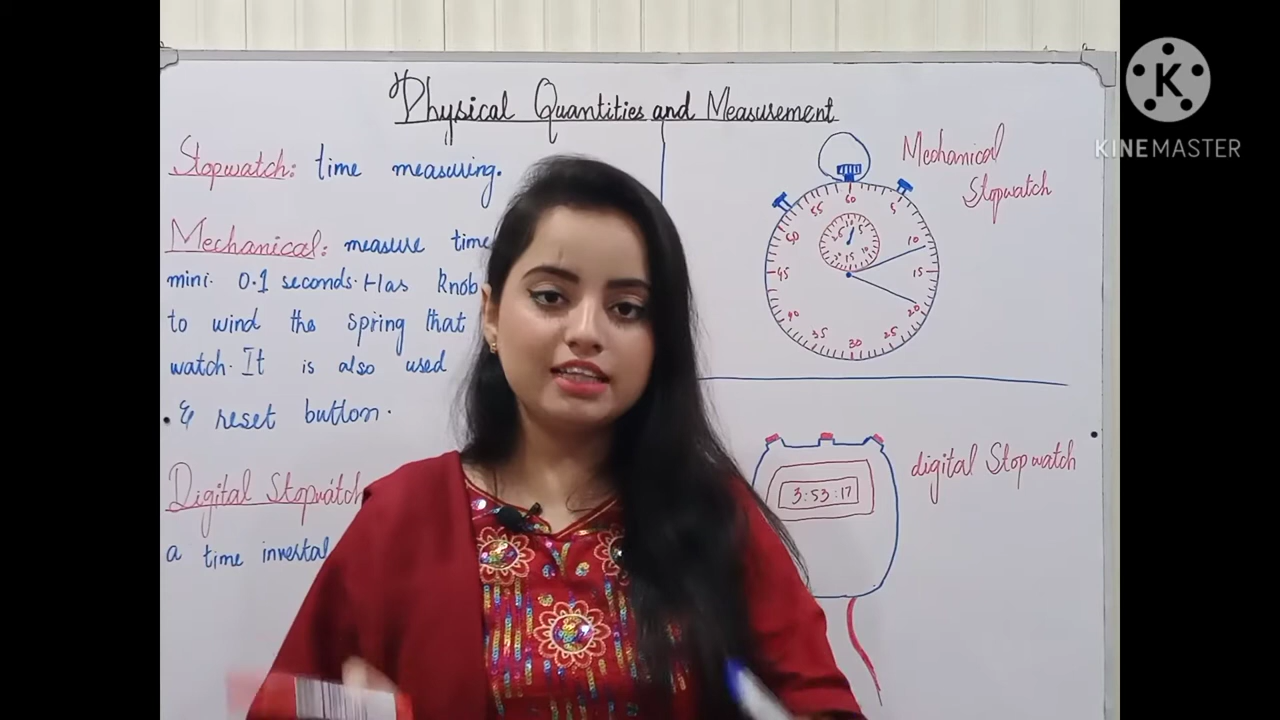 Physical Quantities and Measurement
Stopwatch: time measuring.
Mechanical: measure time
mini. 0.1 seconds. Has knob
to wind the spring that
watch. It is also used
& reset button.
Digital Stopwatch
a time inverstal
Mechanical
Stopwatch
60
5
10
15
20
25
30
35
40
45
50
55
digital Stopwatch
3:53:17
K
KINEMASTER